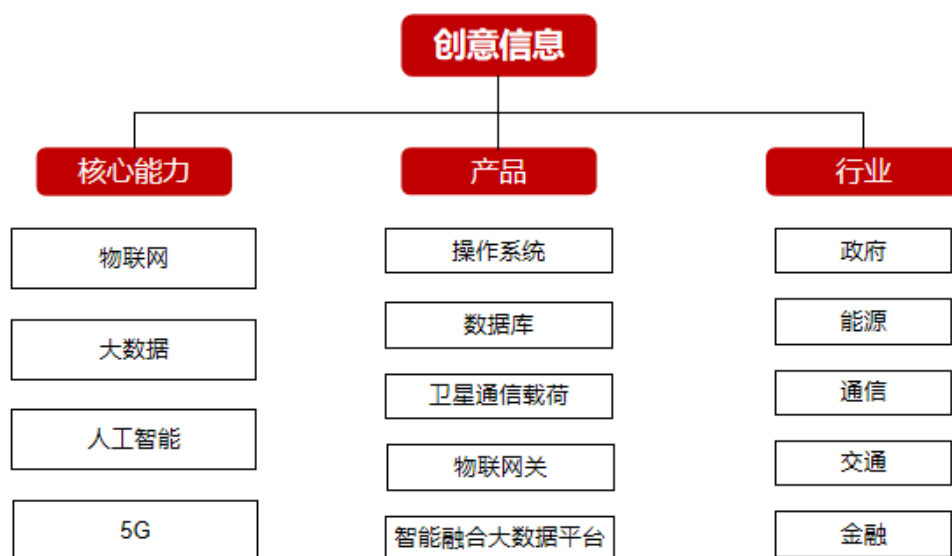 创意信息
核心能力
产品
行业
物联网
大数据
人工智能
5G
操作系统
数据库
卫星通信载荷
物联网关
智能融合大数据平台
政府
能源
通信
交通
金融